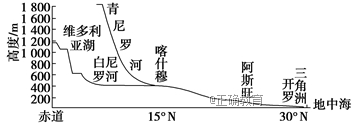 高度/m
1 800
1 600
1 400
1 200
1 000
800
600
400
200
维多利
亚湖
青尼罗河
白尼
罗河
喀什穆
阿斯旺
开罗
三角洲
地中海
赤道
15°N
30°N
@正确教育